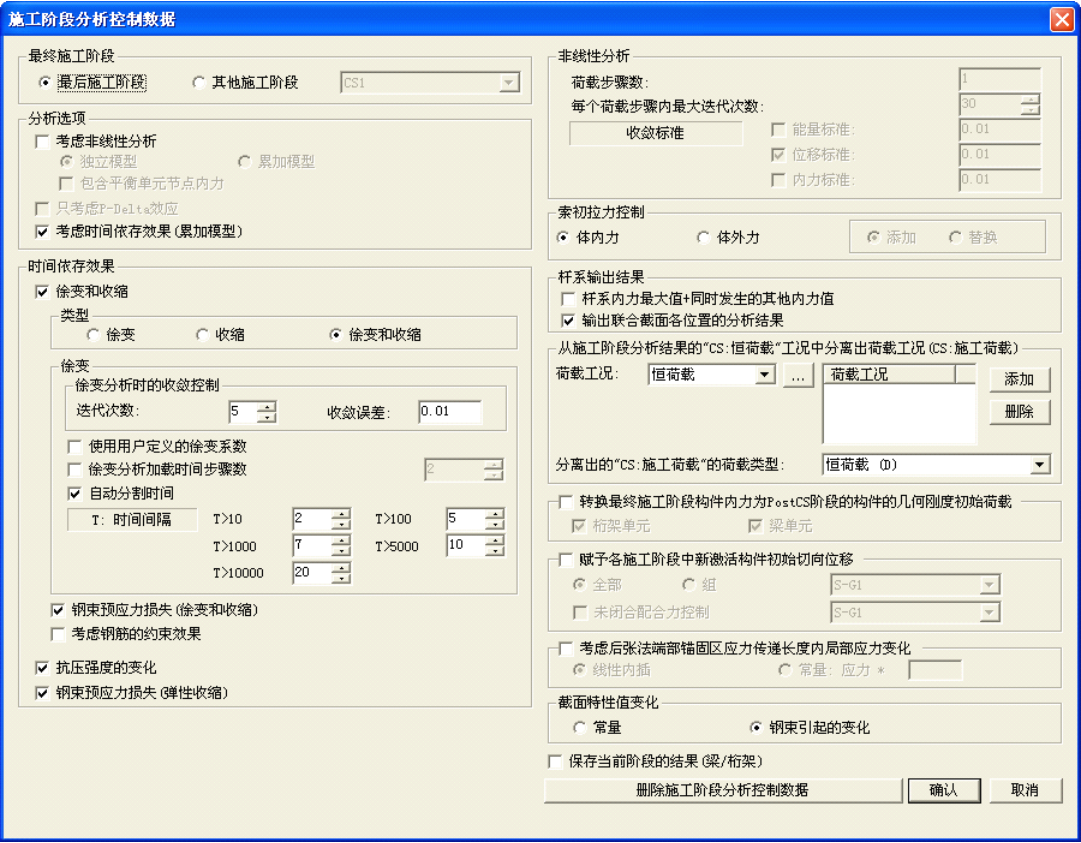 施工阶段分析控制数据
最终施工阶段
最后施工阶段 其他施工阶段 CS1
分析选项
考虑非线性分析
独立模型 累加模型
包含平衡单元节点内力
只考虑P-Delta效应
考虑时间依存效果(累加模型)
时间依存效果
徐变和收缩
类型
徐变 收缩 徐变和收缩
徐变
徐变分析时的收敛控制
迭代次数: 5 收敛误差: 0.01
使用用户定义的徐变系数
徐变分析加载时间步骤数 2
自动分割时间
T: 时间间隔 T>10 2 T>100 5
T>1000 7 T>5000 10
T>10000 20
钢束预应力损失(徐变和收缩)
考虑钢筋的约束效果
抗压强度的变化
钢束预应力损失(弹性收缩)
非线性分析
荷载步骤数: 1
每个荷载步骤内最大迭代次数: 30
收敛标准 能量标准: 0.01
位移标准: 0.01
内力标准: 0.01
索初拉力控制
体内力 体外力 添加 替换
杆系输出结果
杆系内力最大值+同时发生的其他内力值
输出联合截面各位置的分析结果
从施工阶段分析结果的"CS:恒荷载"工况中分离出荷载工况(CS:施工荷载)
荷载工况: 恒荷载 ... 荷载工况 添加
删除
分离出的"CS:施工荷载"的荷载类型: 恒荷载 (D)
转换最终施工阶段构件内力为PostCS阶段的构件的几何刚度初始荷载
桁架单元 梁单元
赋予各施工阶段中新激活构件初始切向位移
全部 组 S-G1
未闭合配合力控制 S-G1
考虑后张法端部锚固区应力传递长度内局部应力变化
线性内插 常量: 应力 *
截面特性值变化
常量 钢束引起的变化
保存当前阶段的结果(梁/桁架)
删除施工阶段分析控制数据 确认 取消